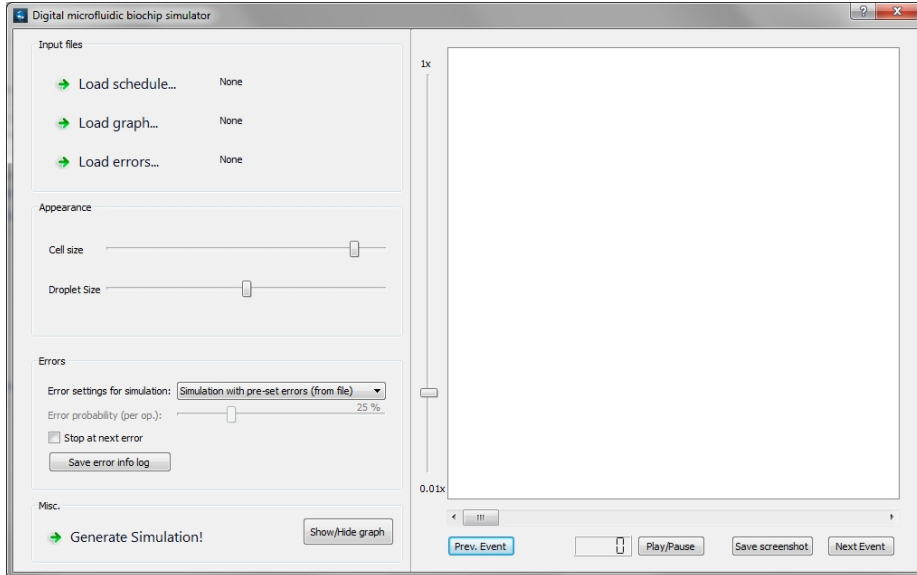 Digital microfluidic biochip simulator
Input files
Load schedule... None
Load graph... None
Load errors... None
Appearance
Cell size
Droplet Size
Errors
Error settings for simulation: Simulation with pre-set errors (from file)
Error probability (per op.): 25 %
Stop at next error
Save error info log
Misc.
Generate Simulation! Show/Hide graph
1x
0.01x
Prev. Event 0 Play/Pause Save screenshot Next Event